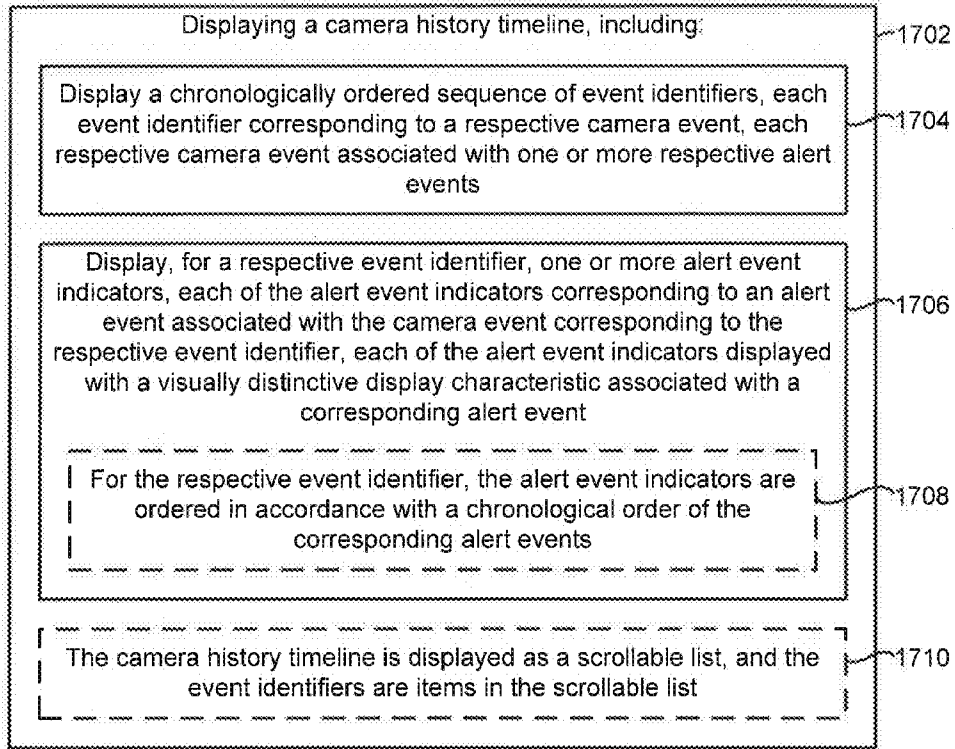 Displaying a camera history timeline, including:
1702
Display a chronologically ordered sequence of event identifiers, each
event identifier corresponding to a respective camera event, each
respective camera event associated with one or more respective alert
events
1704
Display, for a respective event identifier, one or more alert event
indicators, each of the alert event indicators corresponding to an alert
event associated with the camera event corresponding to the
respective event identifier, each of the alert event indicators displayed
with a visually distinctive display characteristic associated with a
corresponding alert event
1706
For the respective event identifier, the alert event indicators are
ordered in accordance with a chronological order of the
corresponding alert events
1708
The camera history timeline is displayed as a scrollable list, and the
event identifiers are items in the scrollable list
1710